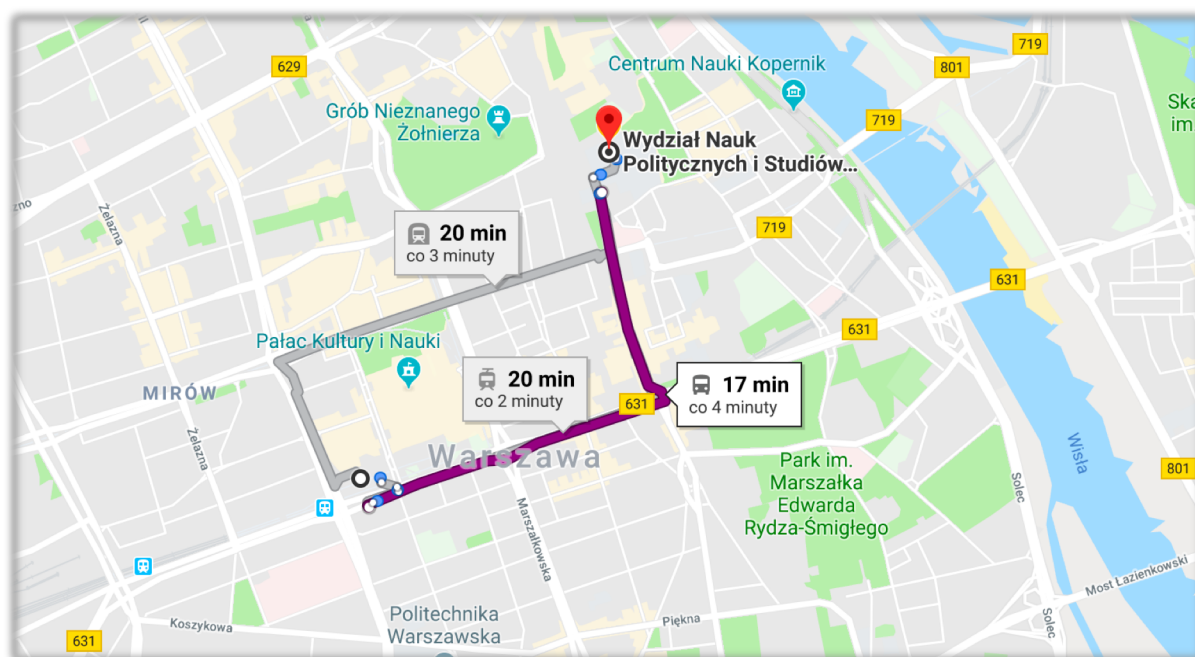 719
801
629
Centrum Nauki Kopernik
Ska
im
Grób Nieznanego
Żołnierza
719
Wydział Nauk
Politycznych i Studiów...
zno
Żelazna
20 min
co 3 minuty
719
631
631
Pałac Kultury i Nauki
MIRÓW
20 min
co 2 minuty
631
17 min
co 4 minuty
Żelazna
Warszawa
Wisła
801
Park im.
Marszałka
Edwarda
Rydza-Śmigłego
Solec
Marszałkowska
Most Łazienkowski
Solec
Politechnika
Warszawska
Koszykowa
Piękna
631